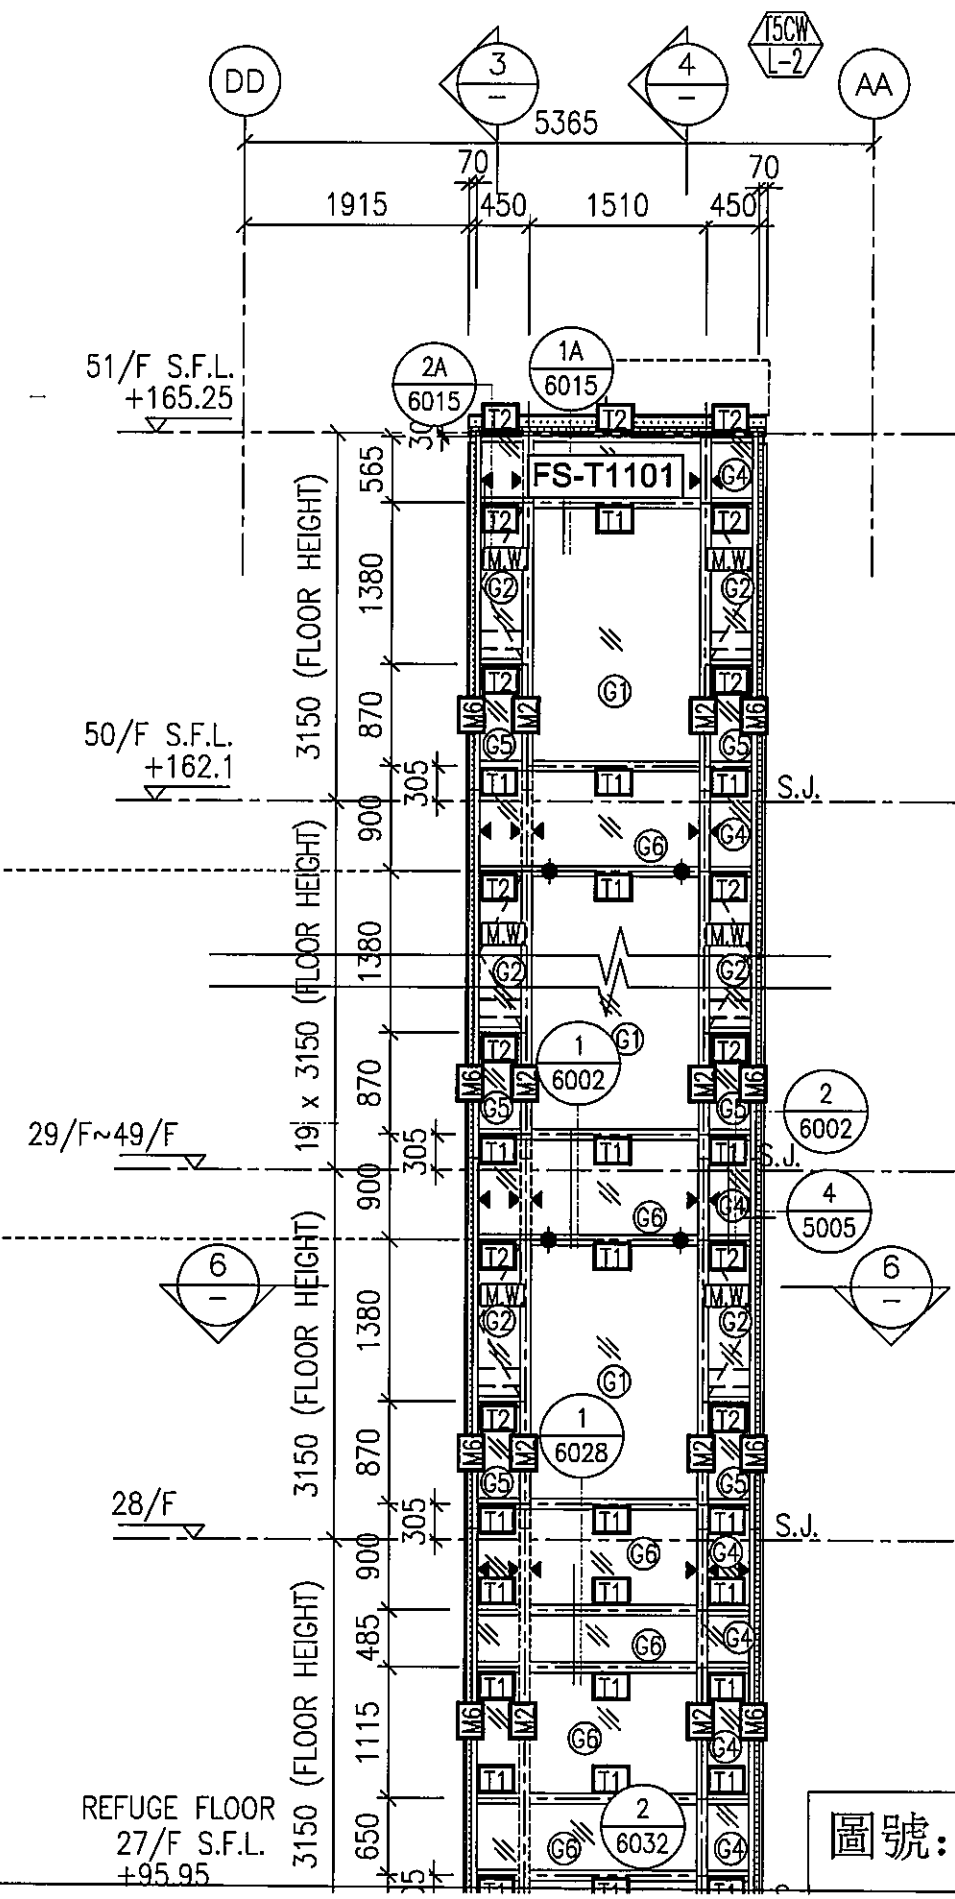 T5CW
L-2
DD
3
–
4
–
AA
5365
70
70
1915
450
1510
450
51/F S.F.L.
+165.25
2A
6015
1A
6015
T2
T2
T2
565
FS-T1101
G4
T2
T1
T2
M.W
M.W
G2
G2
1380
3150 (FLOOR HEIGHT)
G1
T2
T2
M6
M2
M2
M6
870
G5
G5
50/F S.F.L.
+162.1
305
T1
T1
T1
S.J.
900
G6
G4
T2
T1
T2
M.W
M.W
1380
19 x 3150 (FLOOR HEIGHT)
G2
G2
G1
1
6002
T2
T2
M6
M2
M2
M6
870
G5
G5
2
6002
29/F~49/F
305
T1
T1
T1
S.J.
900
G6
G4
4
5005
T2
T1
T2
6
–
6
–
M.W
M.W
G2
G2
1380
3150 (FLOOR HEIGHT)
G1
T2
T2
1
6028
M6
M2
M2
M6
870
G5
G5
28/F
305
T1
T1
T1
S.J.
900
G6
G4
T1
T1
T1
485
G6
G4
T1
T1
T1
M6
M2
M2
M6
1115
3150 (FLOOR HEIGHT)
G6
G4
T1
T1
T1
REFUGE FLOOR
27/F S.F.L.
+95.95
650
G6
2
6032
G4
圖號:
T1
T1
T1